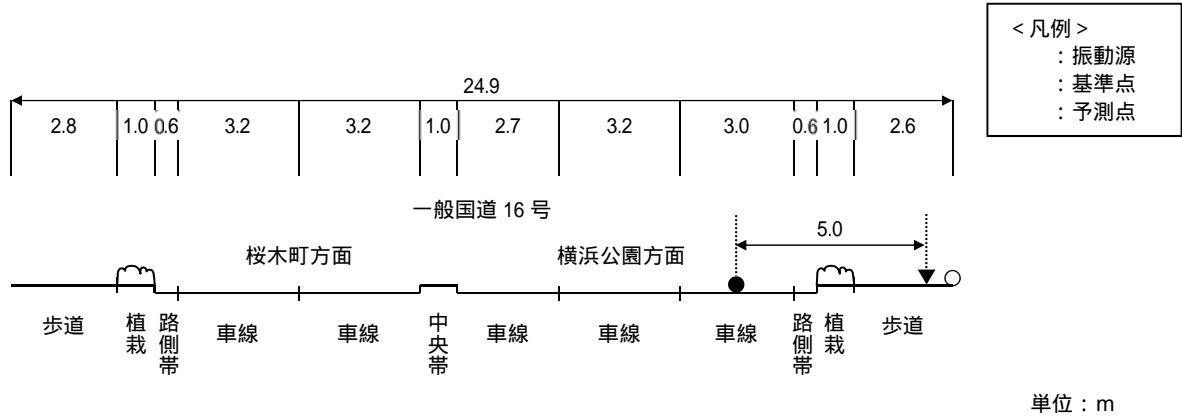 <凡例>
:振動源
:基準点
:予測点
24.9
2.8 1.0 0.6 3.2 3.2 1.0 2.7 3.2 3.0 0.6 1.0 2.6
一般国道 16 号
5.0
桜木町方面 横浜公園方面
歩道 植栽 路側帯 車線 車線 中央帯 車線 車線 車線 路側帯 植栽 歩道
単位:m